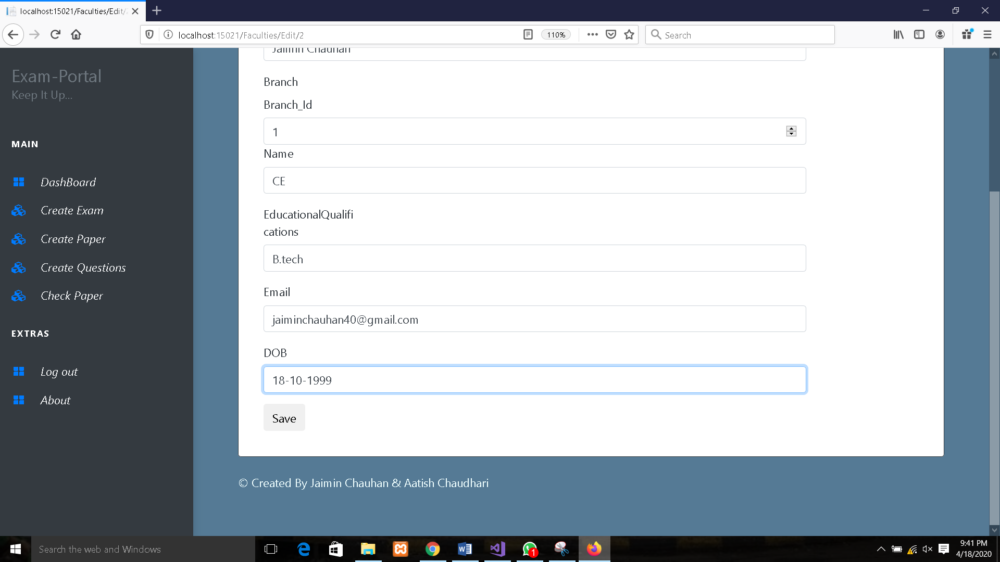 localhost:15021/Faculties/Edit/2
localhost:15021/Faculties/Edit/2
110%
Search
Exam-Portal
Keep It Up...
MAIN
DashBoard
Create Exam
Create Paper
Create Questions
Check Paper
EXTRAS
Log out
About
Jaimin Chauhan
Branch
Branch_Id
1
Name
CE
EducationalQualifi
cations
B.tech
Email
jaiminchauhan40@gmail.com
DOB
18-10-1999
Save
© Created By Jaimin Chauhan & Aatish Chaudhari
Search the web and Windows
1
9:41 PM
4/18/2020